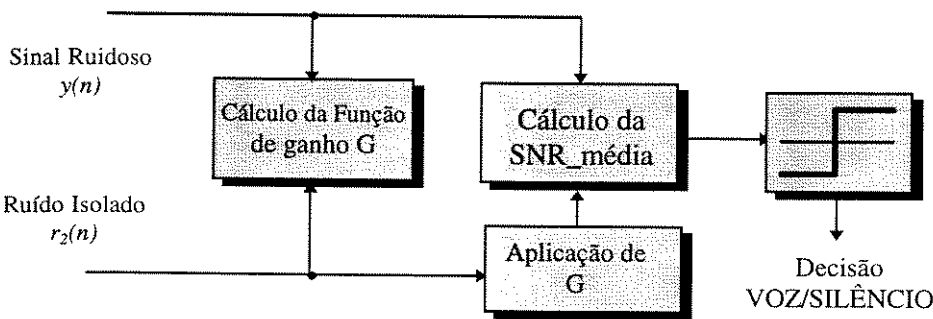 Sinal Ruidoso
y(n)
Cálculo da Função
de ganho G
Cálculo da
SNR_média
Ruído Isolado
r₂(n)
Aplicação de
G
Decisão
VOZ/SILÊNCIO